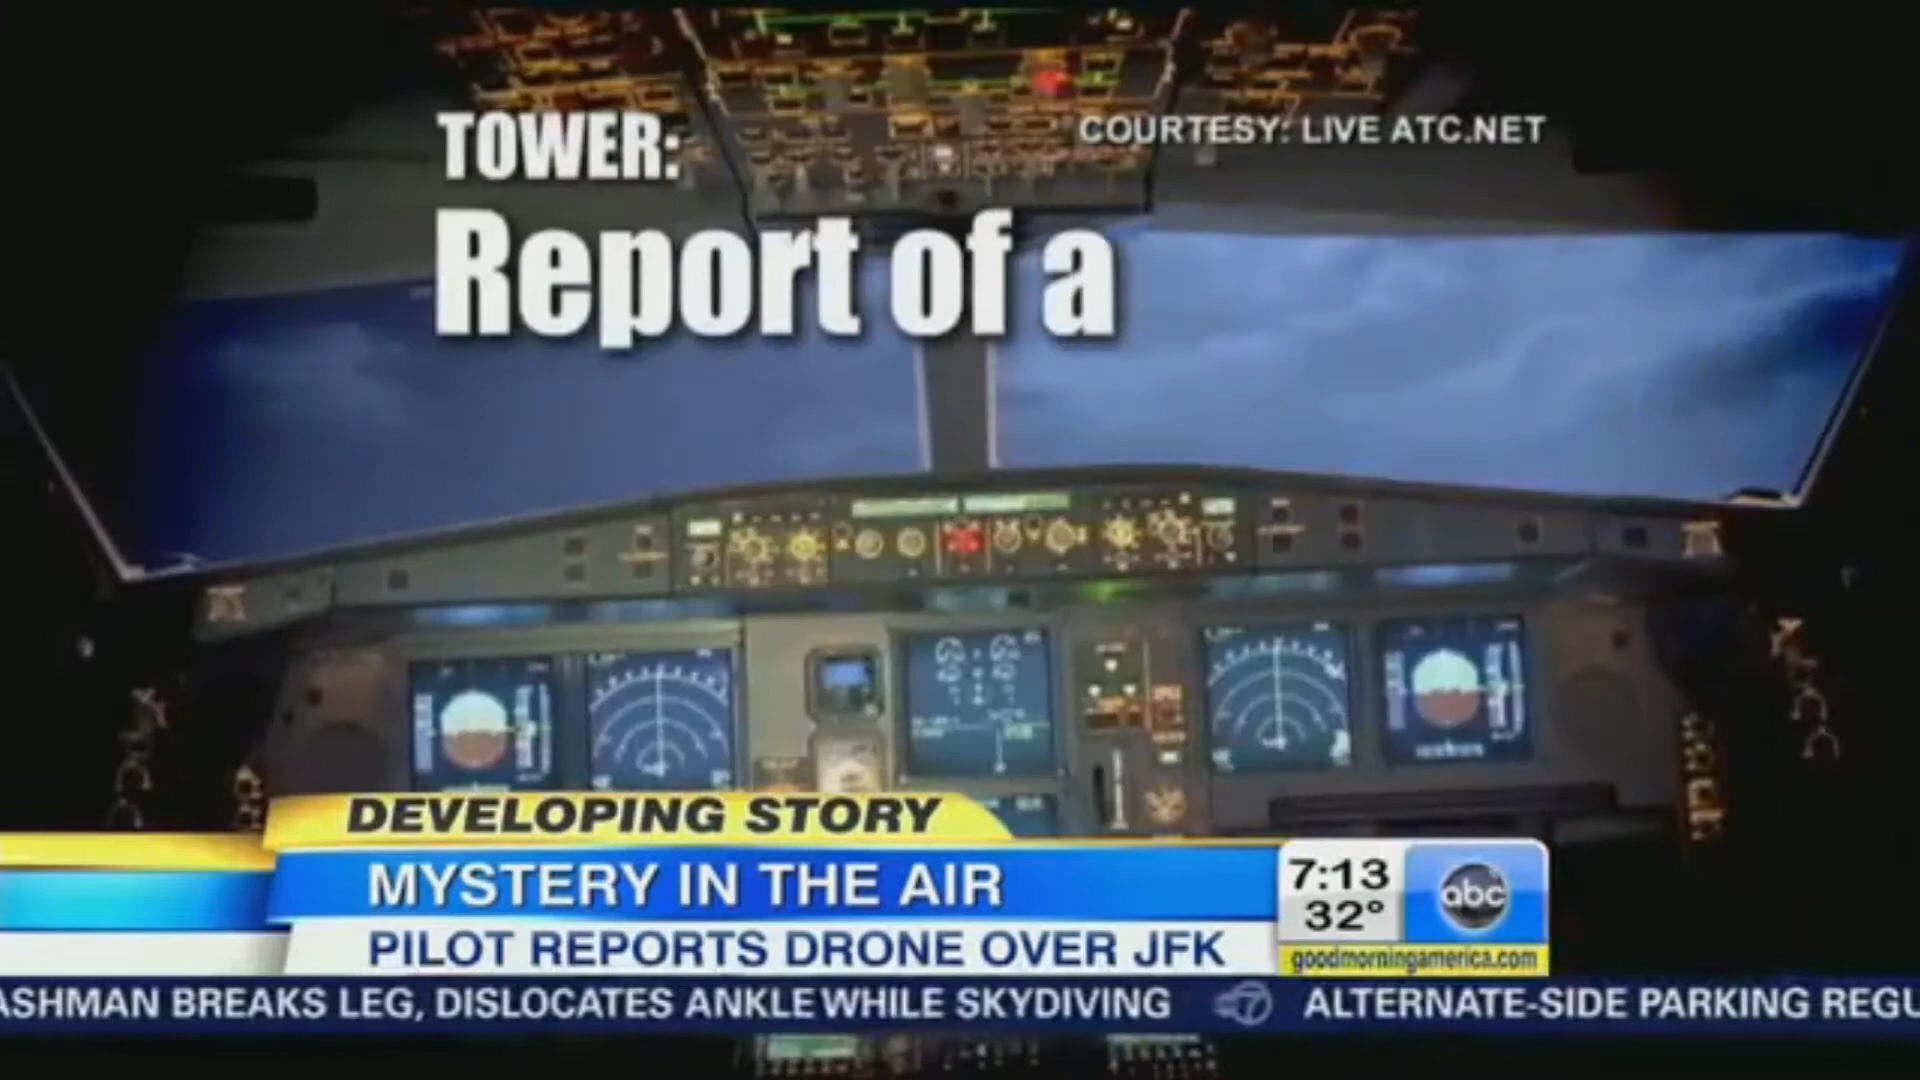 TOWER:
COURTESY: LIVE ATC.NET
Report of a
DEVELOPING STORY
MYSTERY IN THE AIR
PILOT REPORTS DRONE OVER JFK
7:13
32°
abc
goodmorningamerica.com
ASHMAN BREAKS LEG, DISLOCATES ANKLE WHILE SKYDIVING 7 ALTERNATE-SIDE PARKING REGU